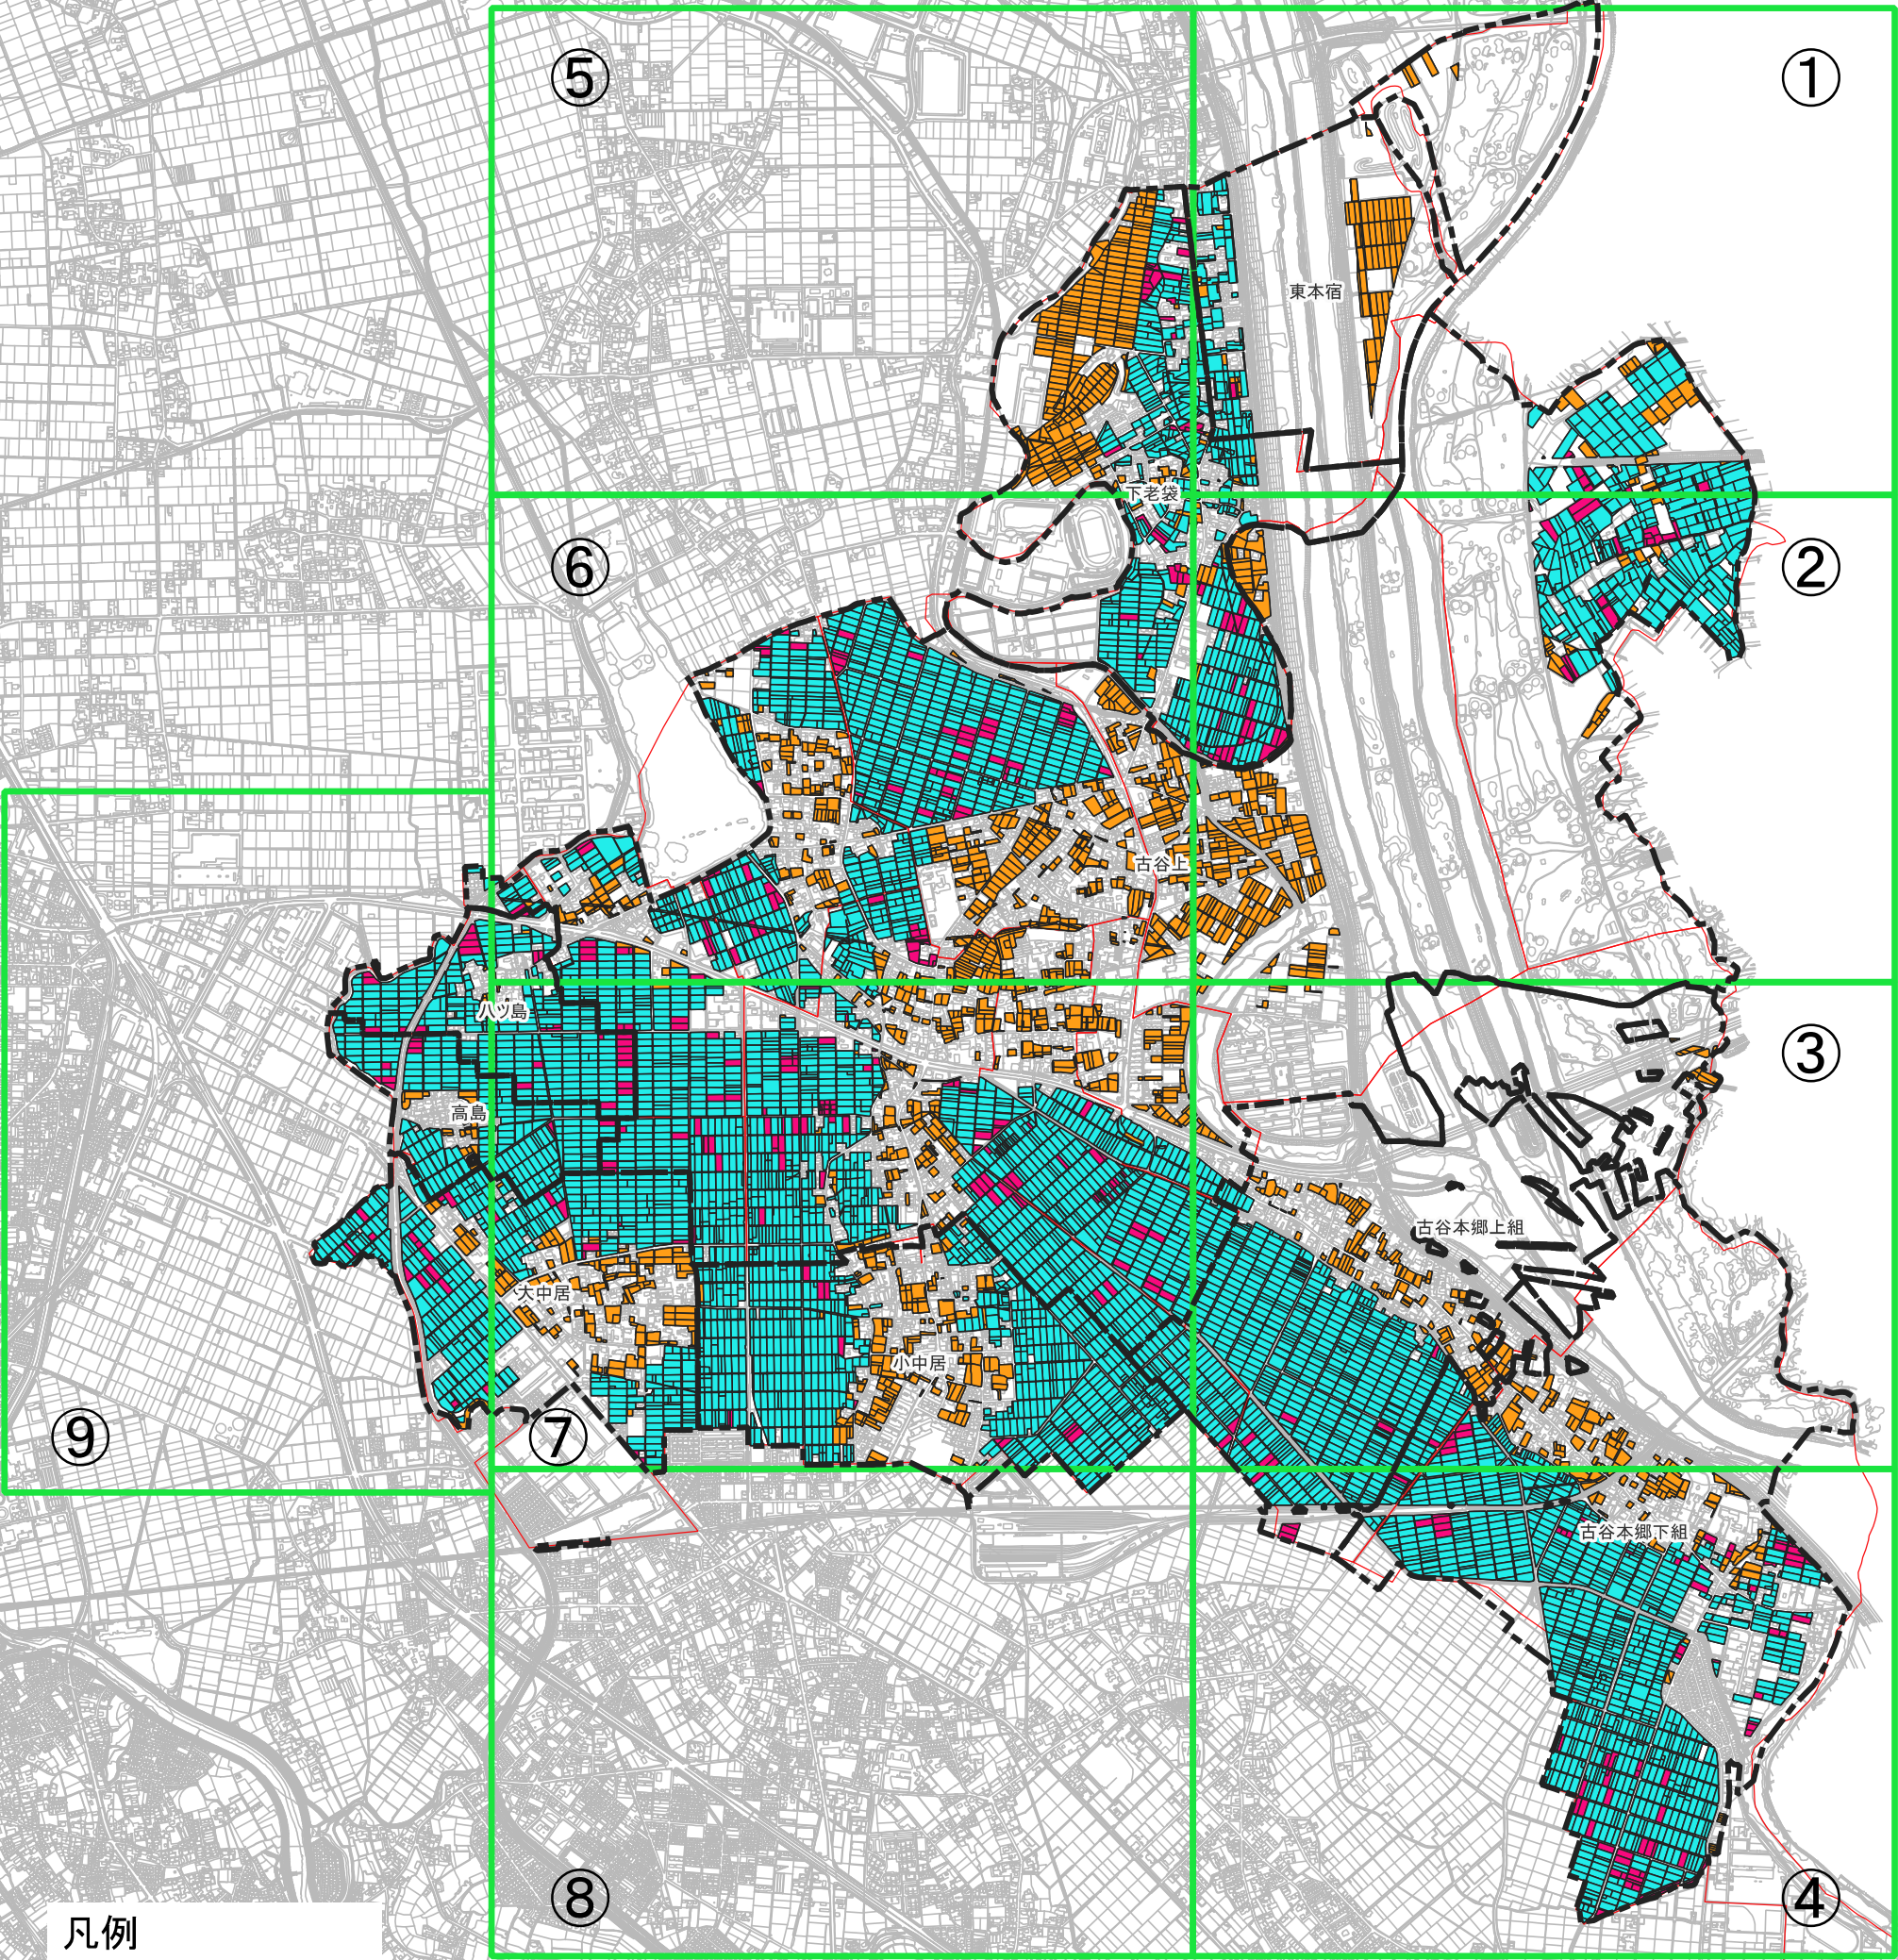 ⑤
①
東本宿
下老袋
⑥
②
古谷上
八ツ島
③
高島
古谷本郷上組
大中居
小中居
⑨
⑦
古谷本郷下組
⑧
④
凡例